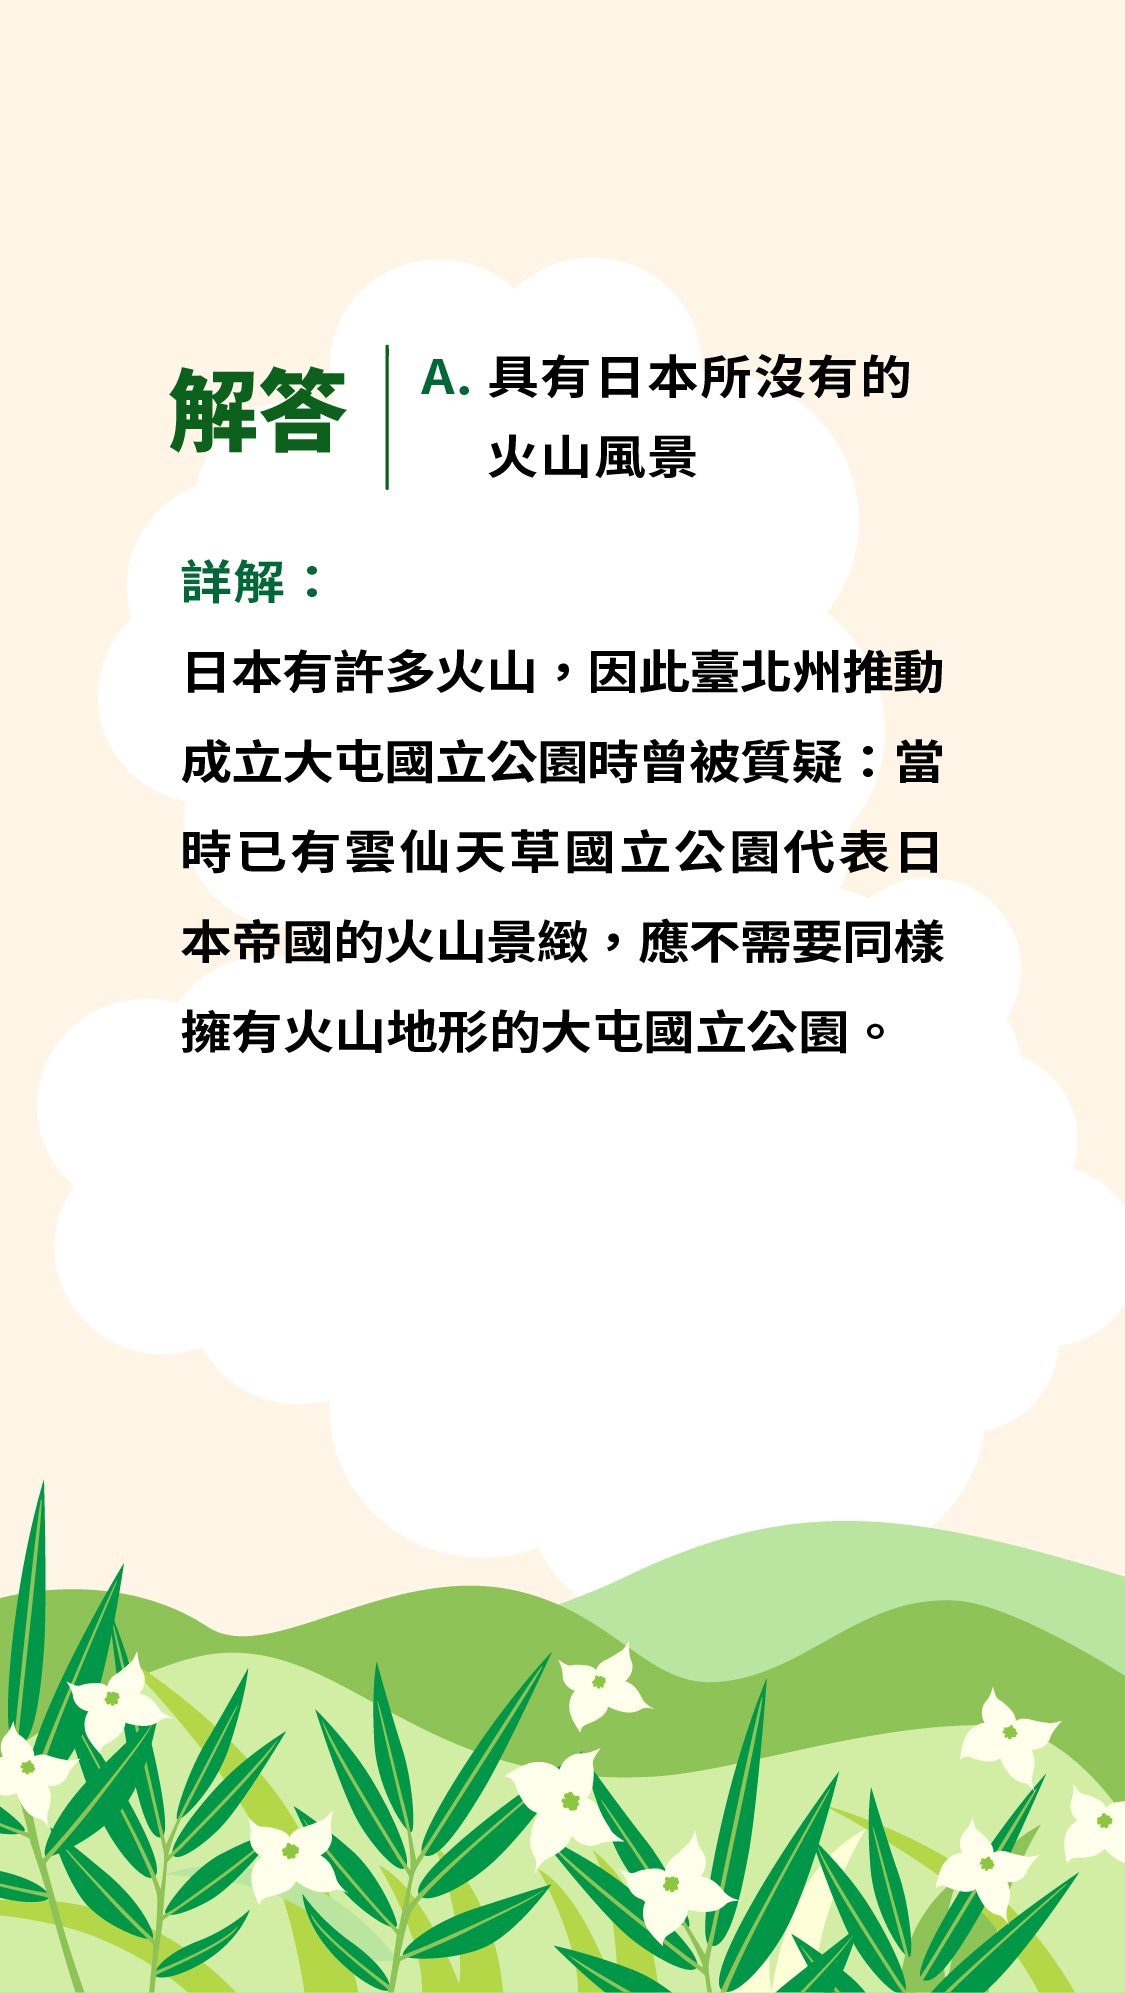 解答
A. 具有日本所沒有的
火山風景
詳解：
日本有許多火山，因此臺北州推動
成立大屯國立公園時曾被質疑：當
時已有雲仙天草國立公園代表日
本帝國的火山景緻，應不需要同樣
擁有火山地形的大屯國立公園。